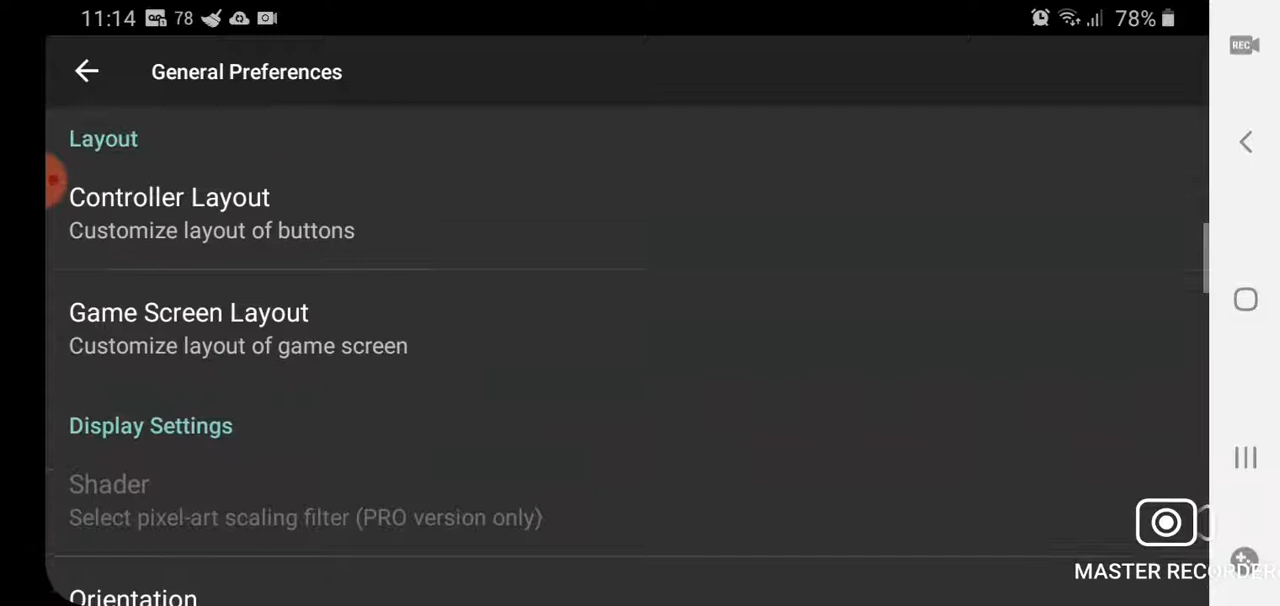 11:14 78 78%
REC
General Preferences
Layout
Controller Layout
Customize layout of buttons
Game Screen Layout
Customize layout of game screen
Display Settings
Shader
Select pixel-art scaling filter (PRO version only)
MASTER RECORDER
Orientation